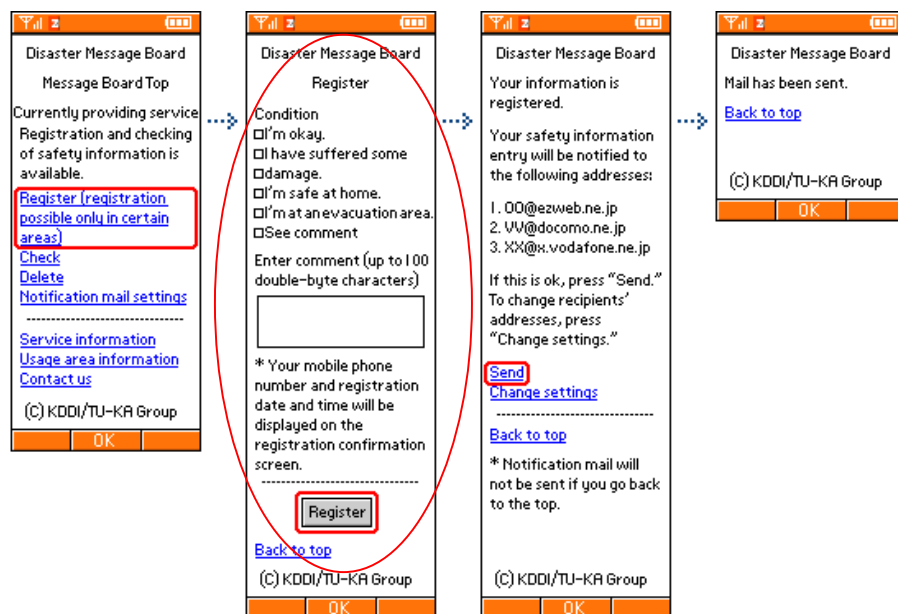 Disaster Message Board
Message Board Top
Currently providing service
Registration and checking
of safety information is
available.
Register (registration
possible only in certain
areas)
Check
Delete
Notification mail settings
Service information
Usage area information
Contact us
(C) KDDI/TU-KA Group
OK
Disaster Message Board
Register
Condition
□I'm okay.
□I have suffered some
□damage.
□I'm safe at home.
□I'm at an evacuation area.
□See comment
Enter comment (up to 100
double-byte characters)
* Your mobile phone
number and registration
date and time will be
displayed on the
registration confirmation
screen.
Register
Back to top
(C) KDDI/TU-KA Group
OK
Disaster Message Board
Your information is
registered.
Your safety information
entry will be notified to
the following addresses:
1. OO@ezweb.ne.jp
2. VV@docomo.ne.jp
3. XX@x.vodafone.ne.jp
If this is ok, press “Send.”
To change recipients'
addresses, press
“Change settings.”
Send
Change settings
Back to top
* Notification mail will
not be sent if you go back
to the top.
(C) KDDI/TU-KA Group
OK
Disaster Message Board
Mail has been sent.
Back to top
(C) KDDI/TU-KA Group
OK